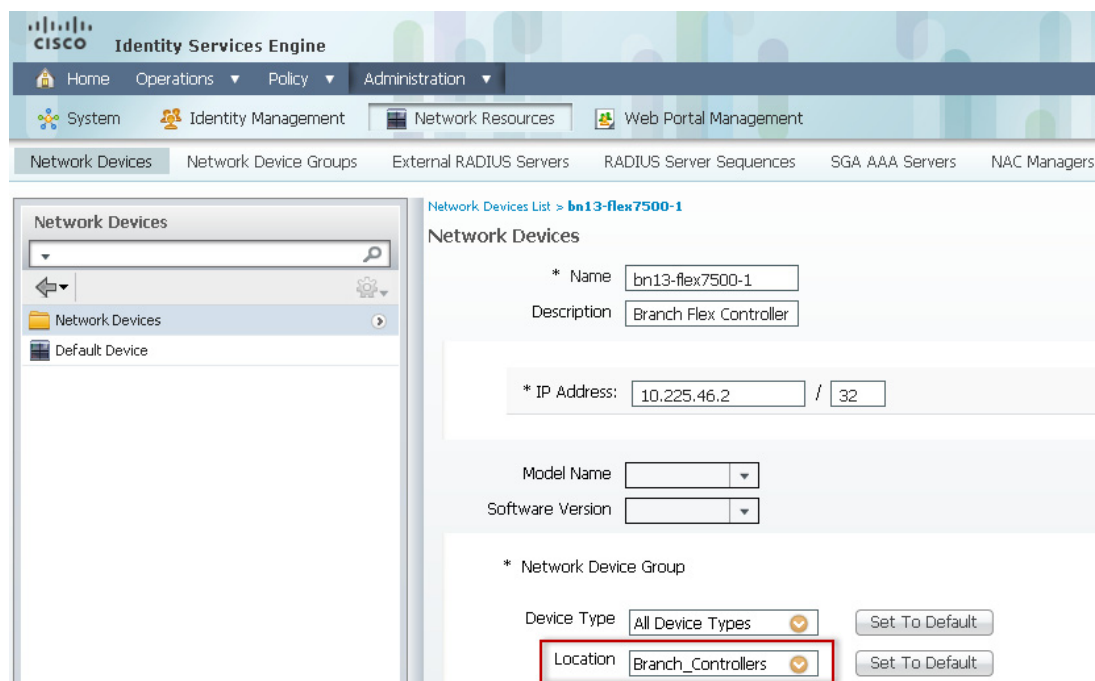 CISCO Identity Services Engine
Home Operations Policy Administration
System Identity Management Network Resources Web Portal Management
Network Devices Network Device Groups External RADIUS Servers RADIUS Server Sequences SGA AAA Servers NAC Managers
Network Devices
Network Devices
Default Device
Network Devices List > bn13-flex7500-1
Network Devices
* Name bn13-flex7500-1
Description Branch Flex Controller
* IP Address: 10.225.46.2 / 32
Model Name
Software Version
* Network Device Group
Device Type All Device Types Set To Default
Location Branch_Controllers Set To Default